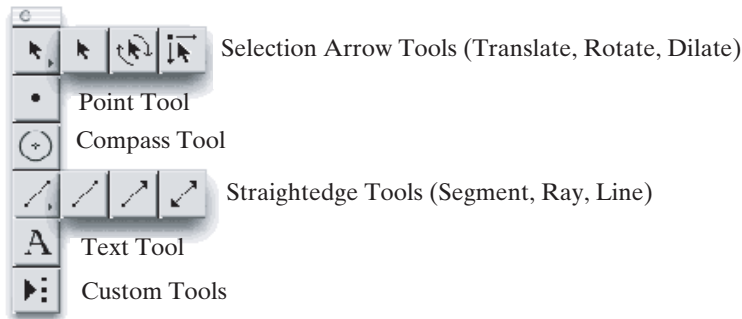 Selection Arrow Tools (Translate, Rotate, Dilate)
Point Tool
Compass Tool
Straightedge Tools (Segment, Ray, Line)
A Text Tool
Custom Tools